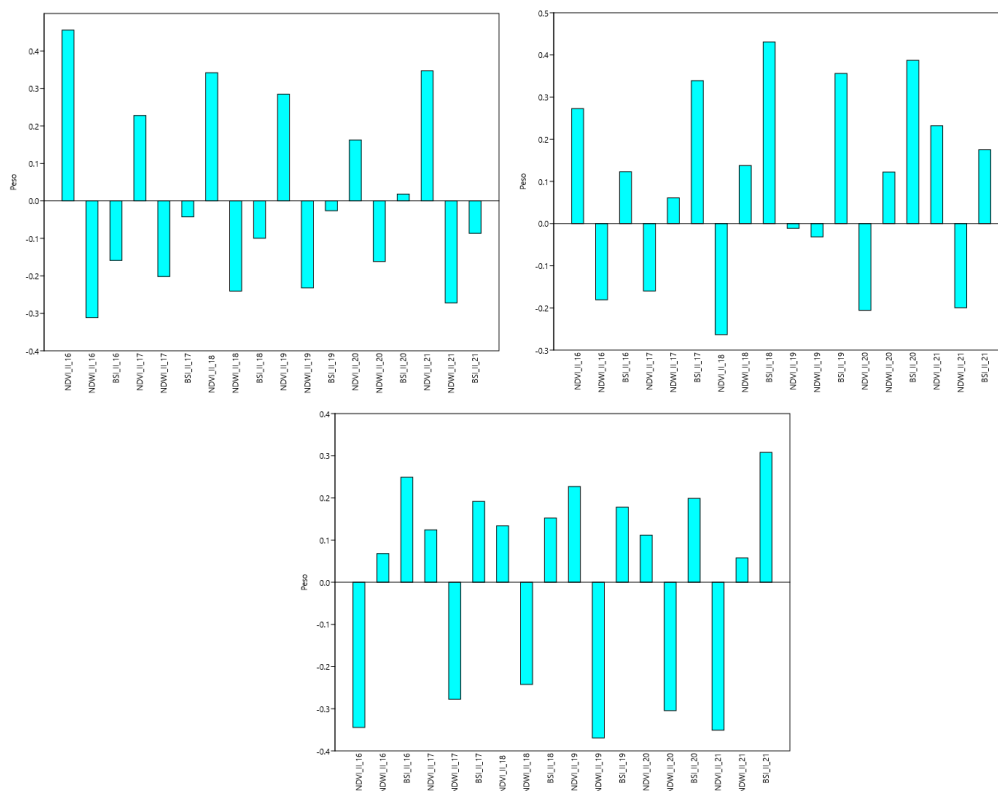 0.4
0.3
0.2
0.1
0.0
-0.1
-0.2
-0.3
-0.4
Peso
NDVI_II_16
NDWI_II_16
BSI_II_16
NDVI_II_17
NDWI_II_17
BSI_II_17
NDVI_II_18
NDWI_II_18
BSI_II_18
NDVI_II_19
NDWI_II_19
BSI_II_19
NDVI_II_20
NDWI_II_20
BSI_II_20
NDVI_II_21
NDWI_II_21
BSI_II_21
0.5
0.4
0.3
0.2
0.1
0.0
-0.1
-0.2
-0.3
Peso
NDVI_II_16
NDWI_II_16
BSI_II_16
NDVI_II_17
NDWI_II_17
BSI_II_17
NDVI_II_18
NDWI_II_18
BSI_II_18
NDVI_II_19
NDWI_II_19
BSI_II_19
NDVI_II_20
NDWI_II_20
BSI_II_20
NDVI_II_21
NDWI_II_21
BSI_II_21
0.4
0.3
0.2
0.1
0.0
-0.1
-0.2
-0.3
-0.4
Peso
NDVI_II_16
NDWI_II_16
BSI_II_16
NDVI_II_17
NDWI_II_17
BSI_II_17
NDVI_II_18
NDWI_II_18
BSI_II_18
NDVI_II_19
NDWI_II_19
BSI_II_19
NDVI_II_20
NDWI_II_20
BSI_II_20
NDVI_II_21
NDWI_II_21
BSI_II_21